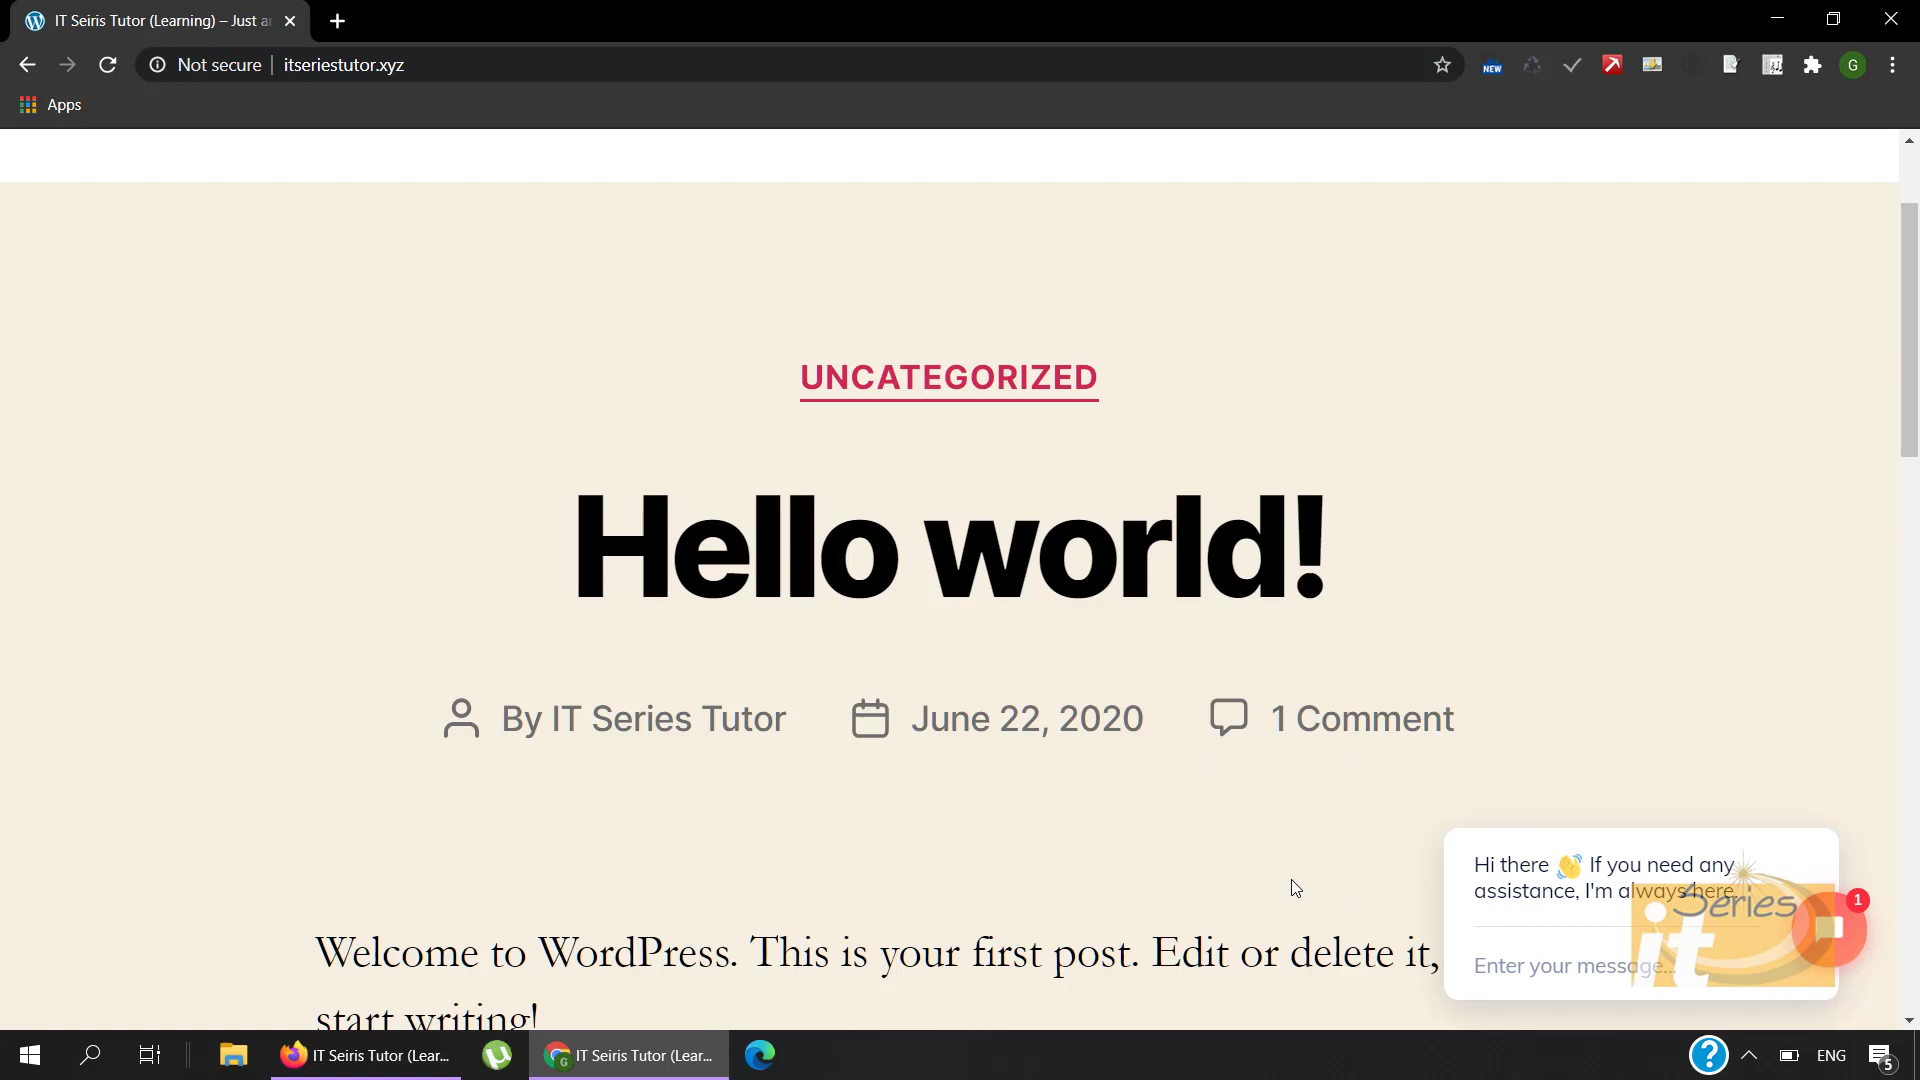 IT Seiris Tutor (Learning) – Just a
Not secure
itseriestutor.xyz
NEW
G
Apps
UNCATEGORIZED
Hello world!
By IT Series Tutor
June 22, 2020
1 Comment
Welcome to WordPress. This is your first post. Edit or delete it,
start writing!
Hi there 👋 If you need any
assistance, I'm always here.
Enter your message...
Series
it
1
IT Seiris Tutor (Lear...
G
IT Seiris Tutor (Lear...
?
ENG
5